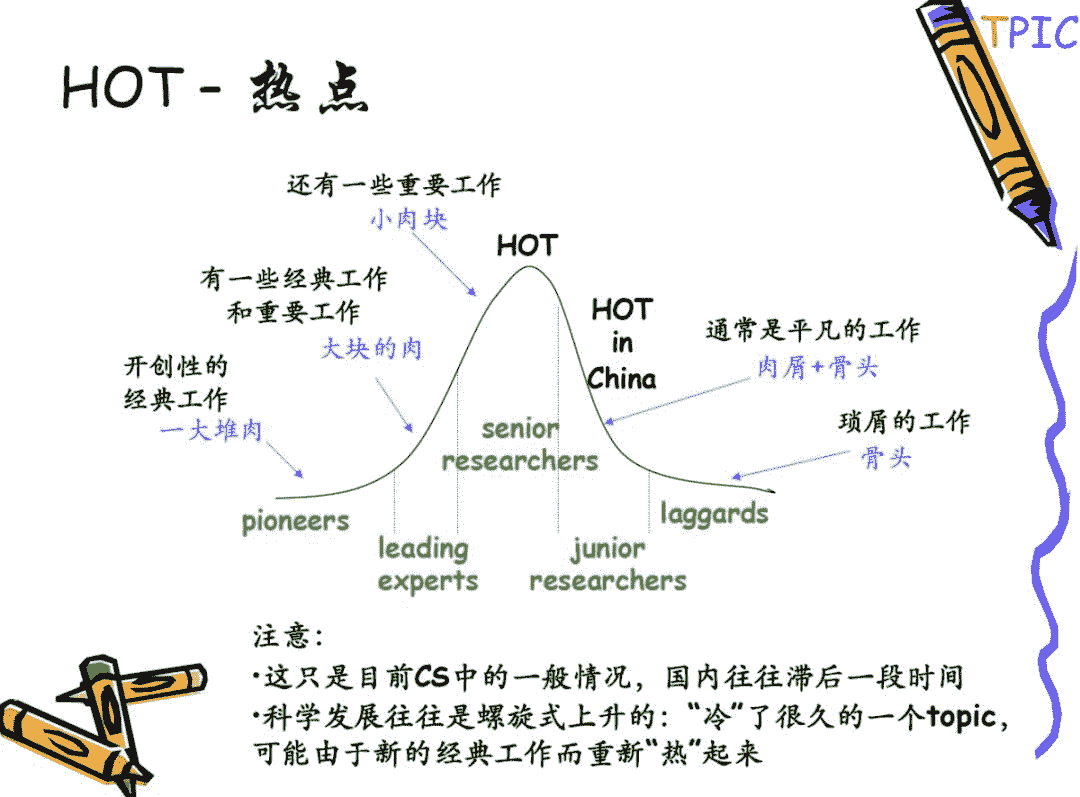 TPIC
HOT - 热点
还有一些重要工作
小肉块
HOT
有一些经典工作
和重要工作
大块的肉
HOT
in
China
通常是平凡的工作
肉屑+骨头
开创性的
经典工作
一大堆肉
senior
researchers
琐屑的工作
骨头
pioneers
leading
experts
junior
researchers
laggards
注意：
•这只是目前CS中的一般情况，国内往往滞后一段时间
•科学发展往往是螺旋式上升的：“冷”了很久的一个topic，
可能由于新的经典工作而重新“热”起来